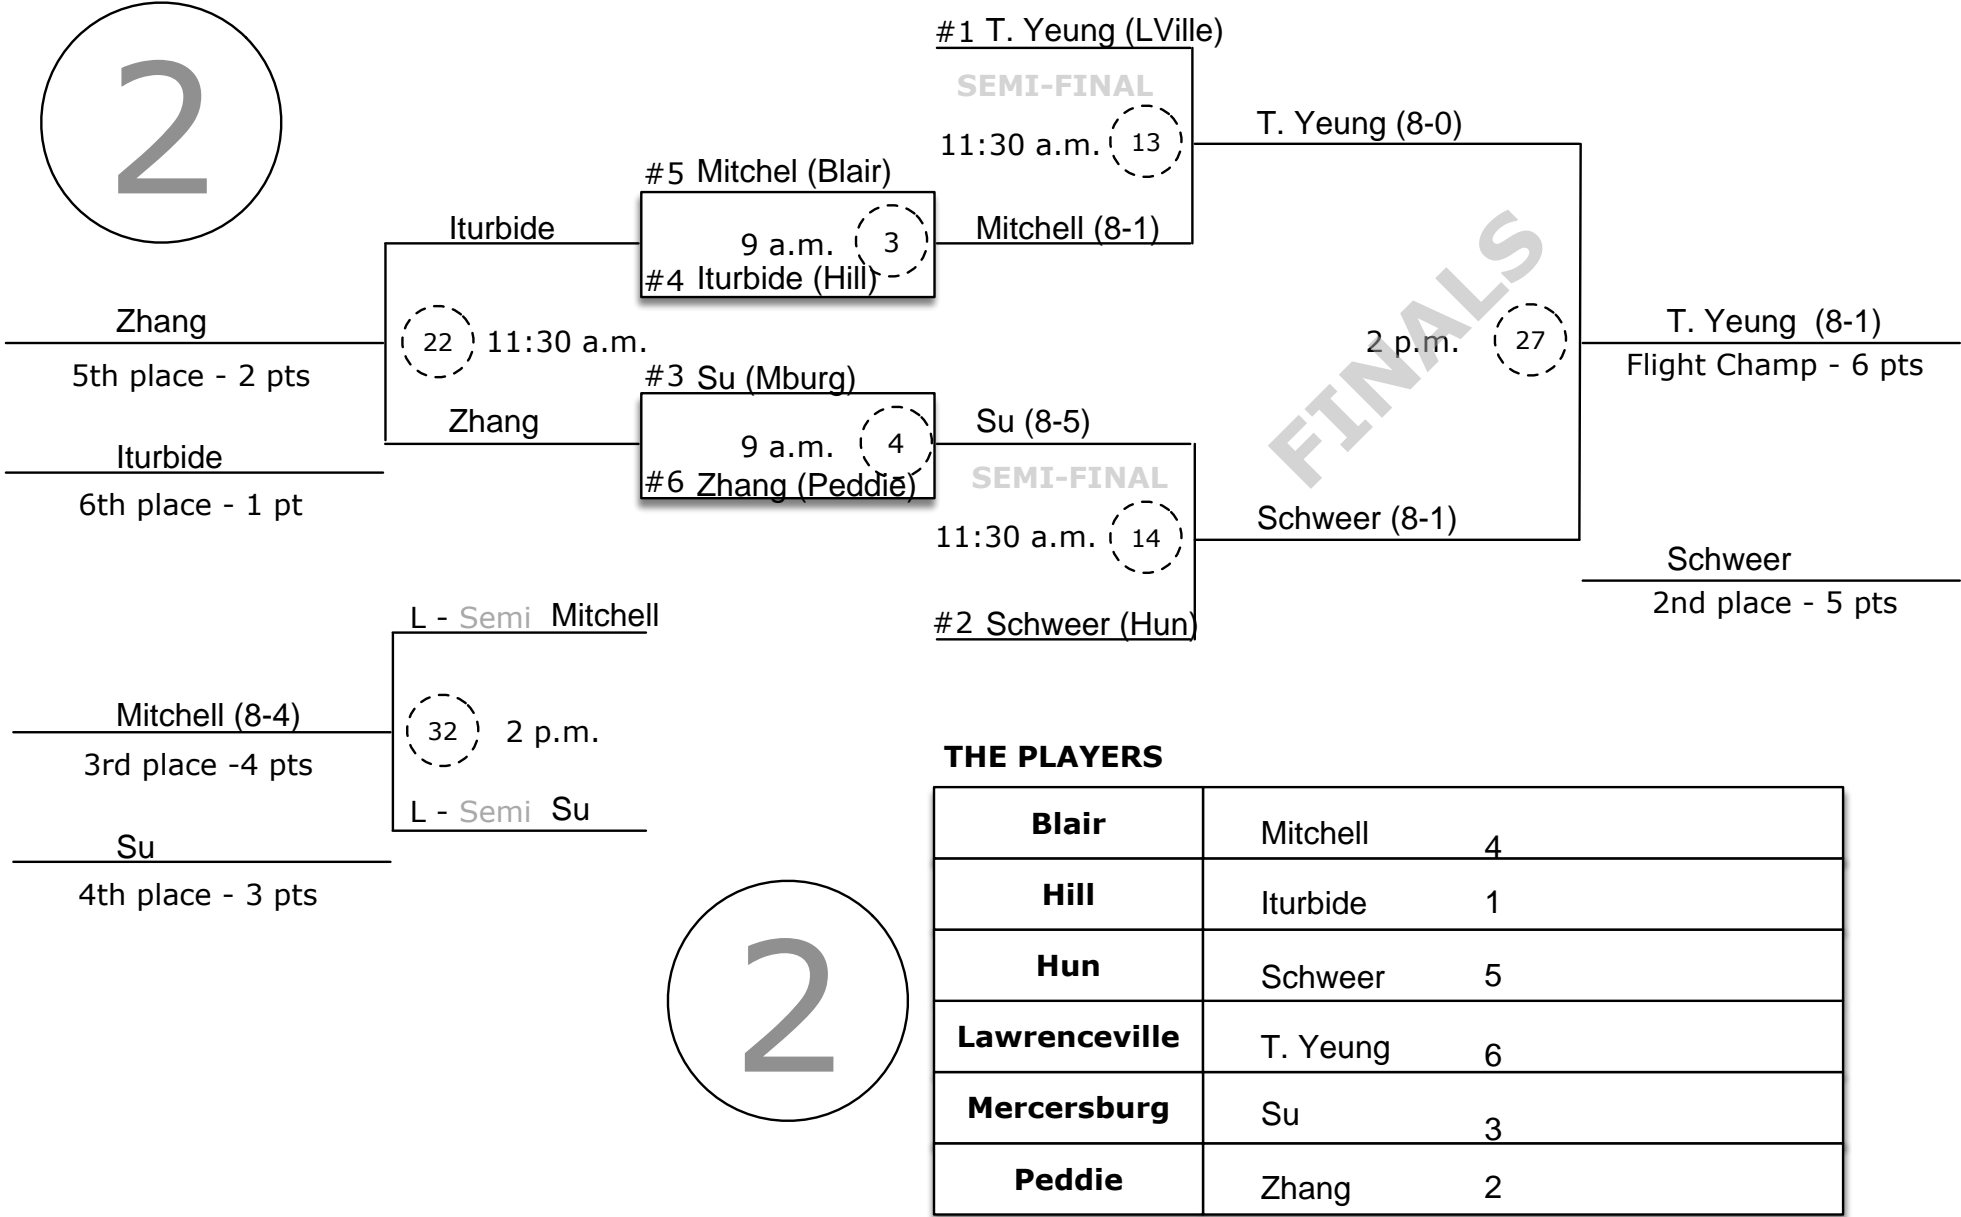 2
#1 T. Yeung (LVille)
SEMI-FINAL
11:30 a.m. 13
T. Yeung (8-0)
#5 Mitchel (Blair)
9 a.m. 3
#4 Iturbide (Hill)
Iturbide
Mitchell (8-1)
Zhang
5th place - 2 pts
22 11:30 a.m.
2 p.m. 27
FINALS
T. Yeung (8-1)
Flight Champ - 6 pts
#3 Su (Mburg)
9 a.m. 4
#6 Zhang (Peddie)
Zhang
Su (8-5)
Iturbide
6th place - 1 pt
SEMI-FINAL
11:30 a.m. 14
Schweer (8-1)
#2 Schweer (Hun)
Schweer
2nd place - 5 pts
L - Semi Mitchell
Mitchell (8-4)
3rd place -4 pts
32 2 p.m.
L - Semi Su
Su
4th place - 3 pts
2
THE PLAYERS
Blair Mitchell 4
Hill Iturbide 1
Hun Schweer 5
Lawrenceville T. Yeung 6
Mercersburg Su 3
Peddie Zhang 2